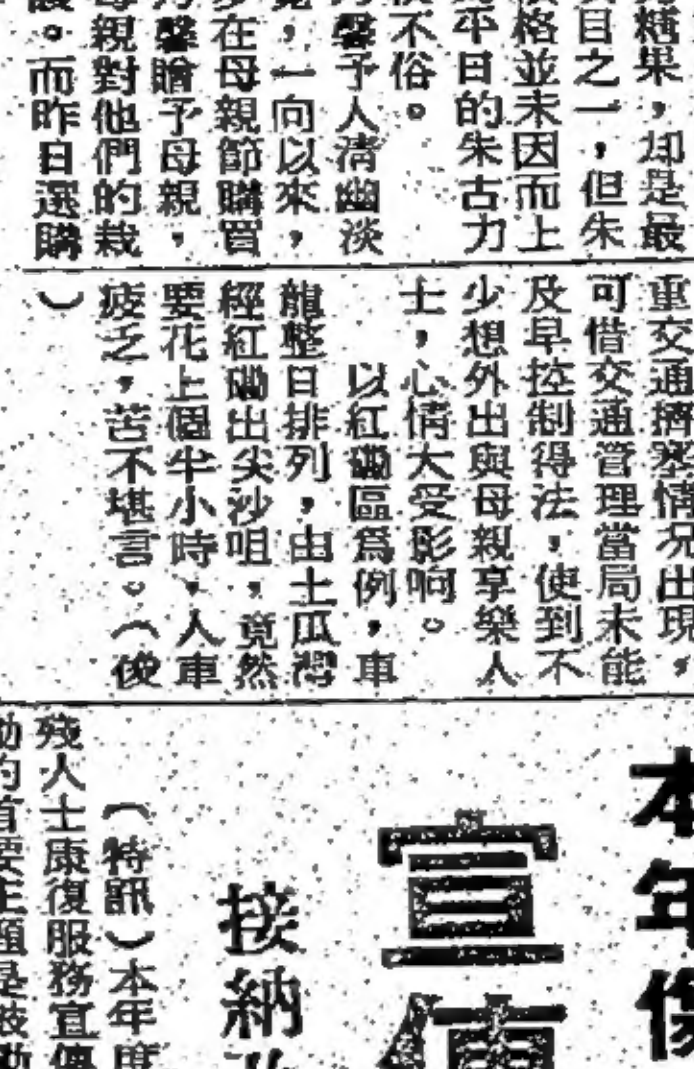 糖果，却是最
目之一，但朱
格並未因而上
平日的朱古力
不俗。
馨予人清幽淡
，一向以來，
在母親節購買
馨贈予母親，
親對他們的栽
。而昨日選購
重交通擠塞情况出現，
可惜交通管理當局未能
及早控制得法，使到不
少想外出與母親享樂人
士，心情大受影响。
以紅磡區爲例，車
龍整日排列，由土瓜灣
經紅磡出尖沙咀，竟然
要花上個半小時，人車
疲乏，苦不堪言。（俊
）
本年傷
宣傳
接納
（特訊）本年度
殘人士康復服務宣傳
的首要主題是鼓勵